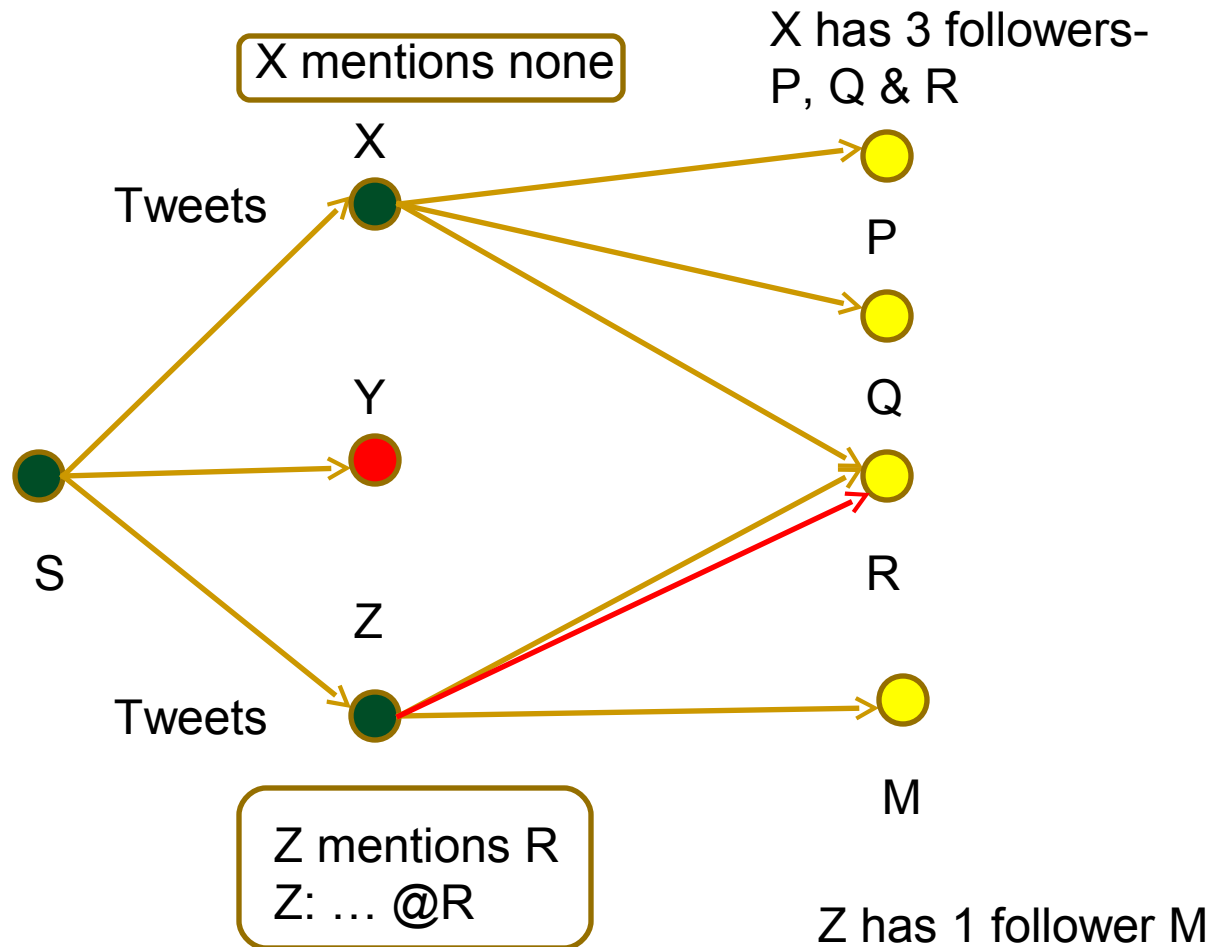 X mentions none
X has 3 followers-
P, Q & R
X
Tweets
P
Y
Q
S
R
Z
Tweets
M
Z mentions R
Z: … @R
Z has 1 follower M